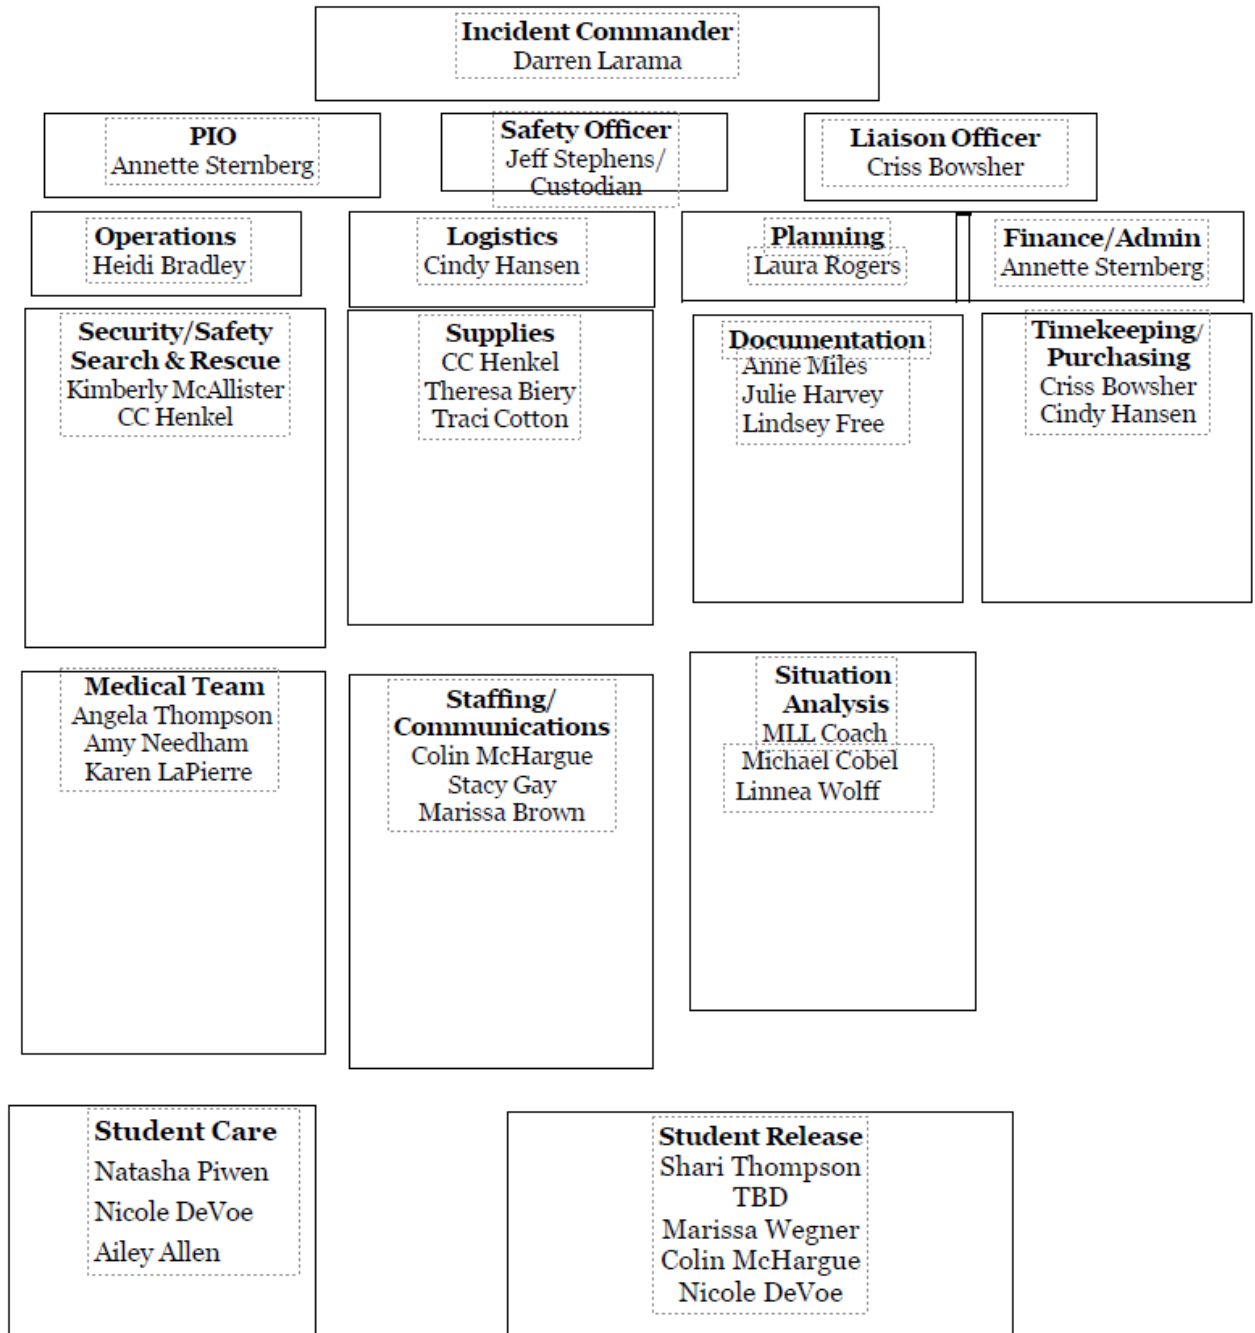 Incident Commander
Darren Larama
PIO
Annette Sternberg
Safety Officer
Jeff Stephens/
Custodian
Liaison Officer
Criss Bowsher
Operations
Heidi Bradley
Logistics
Cindy Hansen
Planning
Laura Rogers
Finance/Admin
Annette Sternberg
Security/Safety
Search & Rescue
Kimberly McAllister
CC Henkel
Supplies
CC Henkel
Theresa Biery
Traci Cotton
Documentation
Anne Miles
Julie Harvey
Lindsey Free
Timekeeping/
Purchasing
Criss Bowsher
Cindy Hansen
Medical Team
Angela Thompson
Amy Needham
Karen LaPierre
Staffing/
Communications
Colin McHargue
Stacy Gay
Marissa Brown
Situation
Analysis
MLL Coach
Michael Cobel
Linnea Wolff
Student Care
Natasha Piwen
Nicole DeVoe
Ailey Allen
Student Release
Shari Thompson
TBD
Marissa Wegner
Colin McHargue
Nicole DeVoe